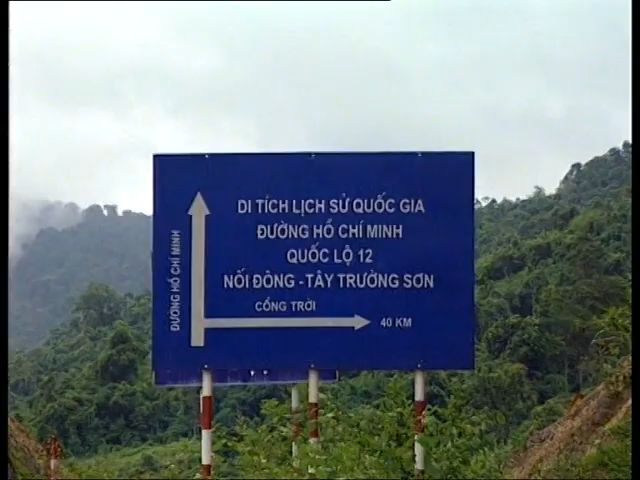 DI TÍCH LỊCH SỬ QUỐC GIA
ĐƯỜNG HỒ CHÍ MINH
QUỐC LỘ 12
NỐI ĐÔNG - TÂY TRƯỜNG SƠN
CỔNG TRỜI
40 KM
ĐƯỜNG HỒ CHÍ MINH